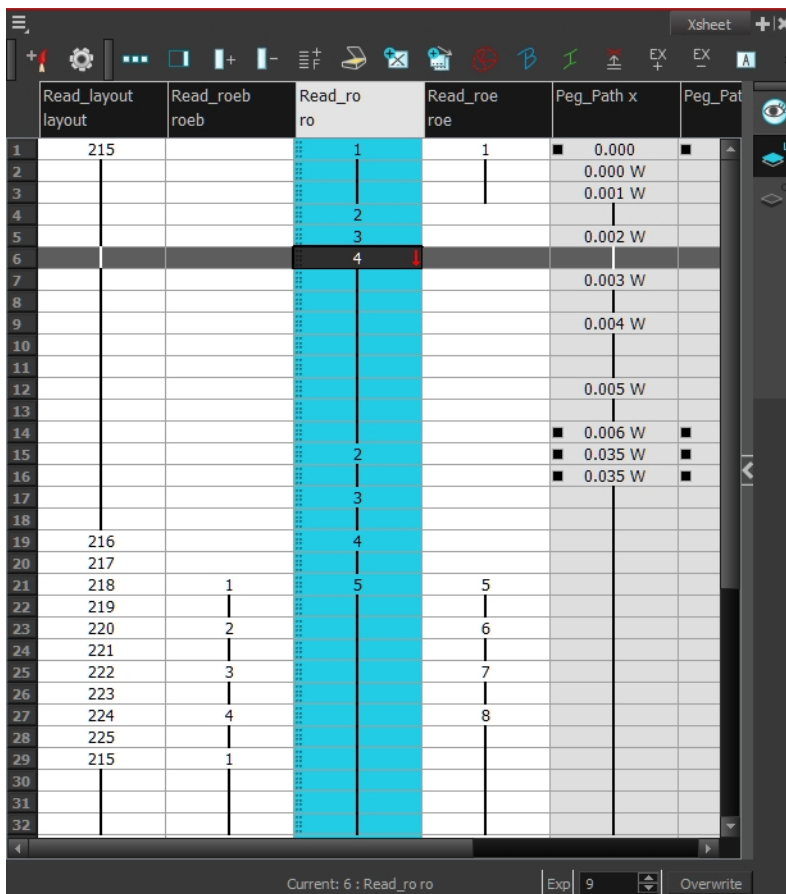 Xsheet
EX EX A
Read_layout Read_roeb Read_ro Read_roe Peg_Path x Peg_Pat
layout roeb ro roe
1 215 1 1 0.000
2 0.000 W
3 0.001 W
4 2
5 3 0.002 W
6 4
7 0.003 W
8
9 0.004 W
10
11
12 0.005 W
13
14 0.006 W
15 2 0.035 W
16 0.035 W
17 3
18
19 216 4
20 217
21 218 1 5 5
22 219
23 220 2 6
24 221
25 222 3 7
26 223
27 224 4 8
28 225
29 215 1
30
31
32
Current: 6 : Read_ro ro Exp 9 Overwrite